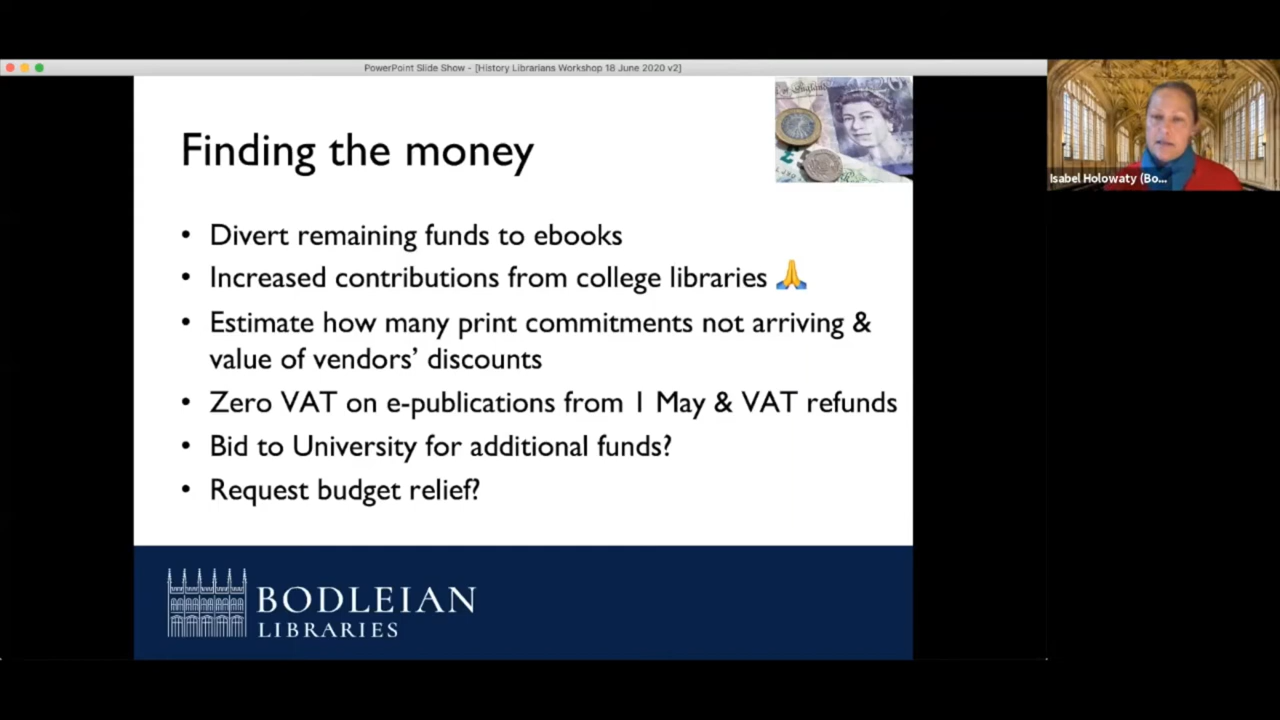 PowerPoint Slide Show - [History Librarians Workshop 18 June 2020 v2]
Finding the money
• Divert remaining funds to ebooks
• Increased contributions from college libraries 🙏
• Estimate how many print commitments not arriving &
value of vendors’ discounts
• Zero VAT on e-publications from 1 May & VAT refunds
• Bid to University for additional funds?
• Request budget relief?
BODLEIAN
LIBRARIES
Isabel Holowaty (Bo...